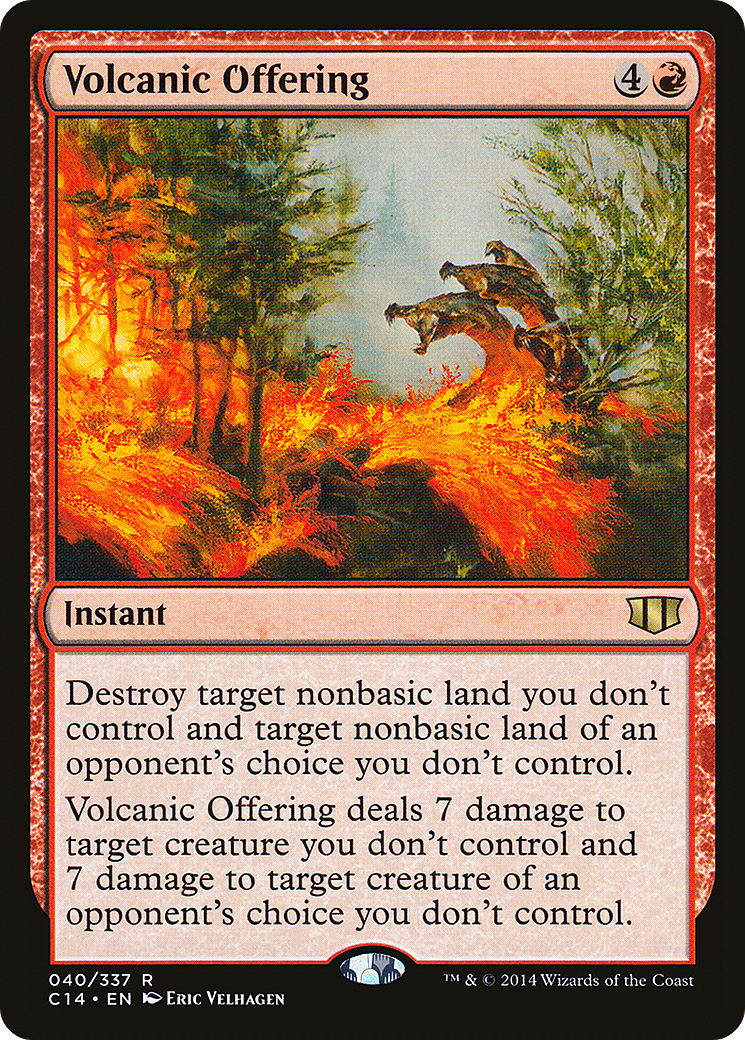 Volcanic Offering 4
Instant
Destroy target nonbasic land you don't
control and target nonbasic land of an
opponent's choice you don't control.
Volcanic Offering deals 7 damage to
target creature you don't control and
7 damage to target creature of an
opponent's choice you don't control.
040/337 R
™ & © 2014 Wizards of the Coast
C14 • EN Eric Velhagen